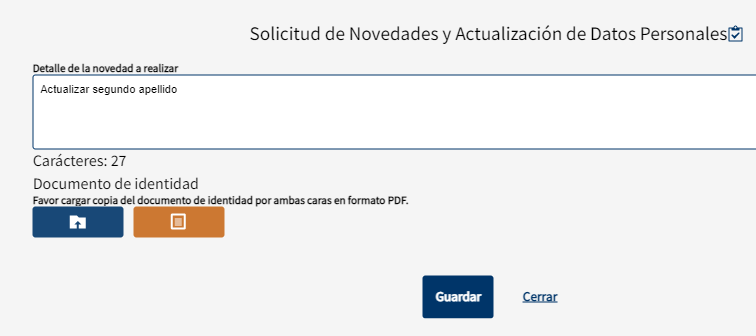 Solicitud de Novedades y Actualización de Datos Personales
Detalle de la novedad a realizar
Actualizar segundo apellido
Carácteres: 27
Documento de identidad
Favor cargar copia del documento de identidad por ambas caras en formato PDF.
Guardar Cerrar